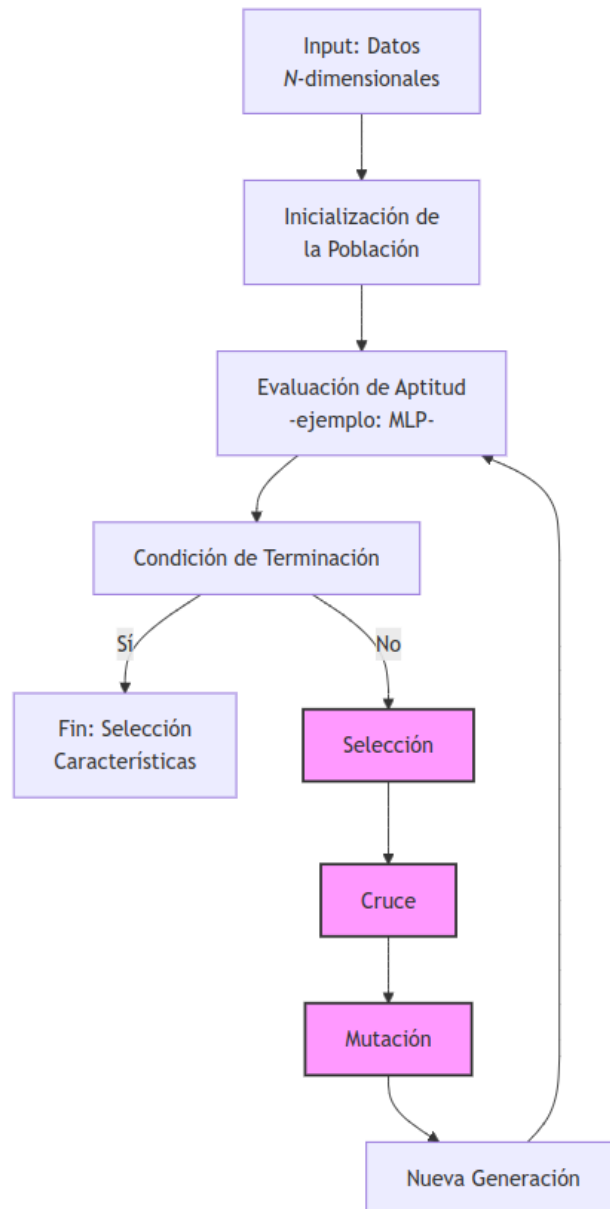 Input: Datos
N-dimensionales
Inicialización de
la Población
Evaluación de Aptitud
-ejemplo: MLP-
Condición de Terminación
Sí
No
Fin: Selección
Características
Selección
Cruce
Mutación
Nueva Generación